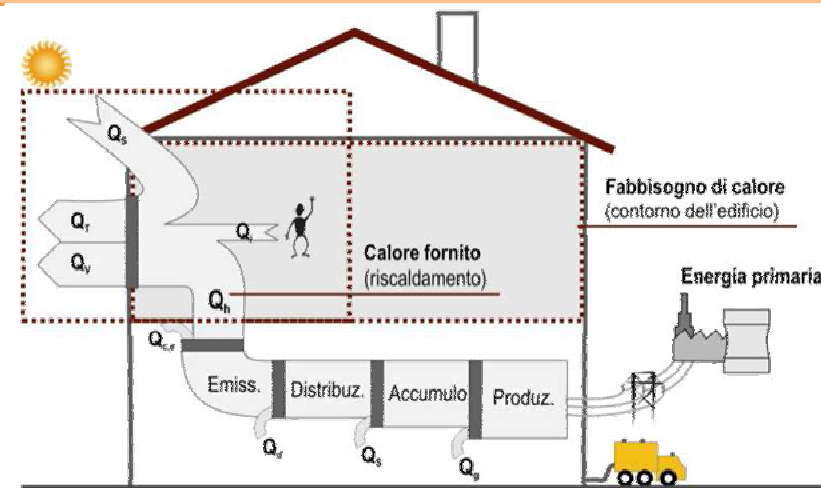 Qs
QT
QV
Qi
Qh
Fabbisogno di calore
(contorno dell'edificio)
Calore fornito
(riscaldamento)
Energia primaria
Emiss.
Distribuz.
Accumulo
Produz.
Qd
Qs
Qg